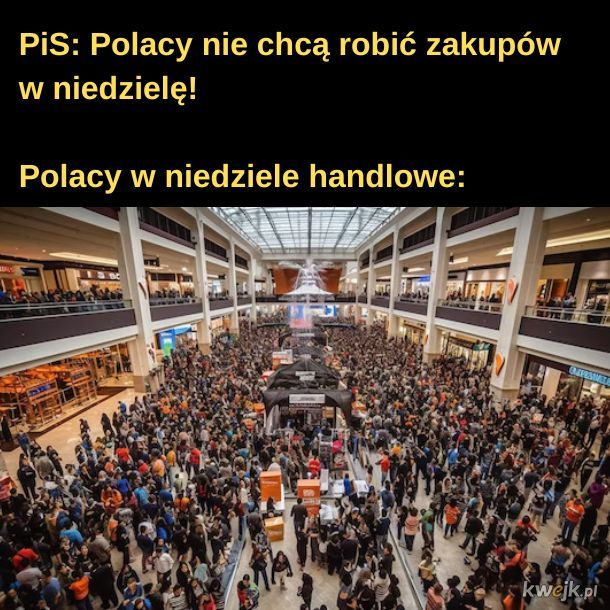 PiS: Polacy nie chcą robić zakupów
w niedzielę!
Polacy w niedziele handlowe:
kwejk.pl